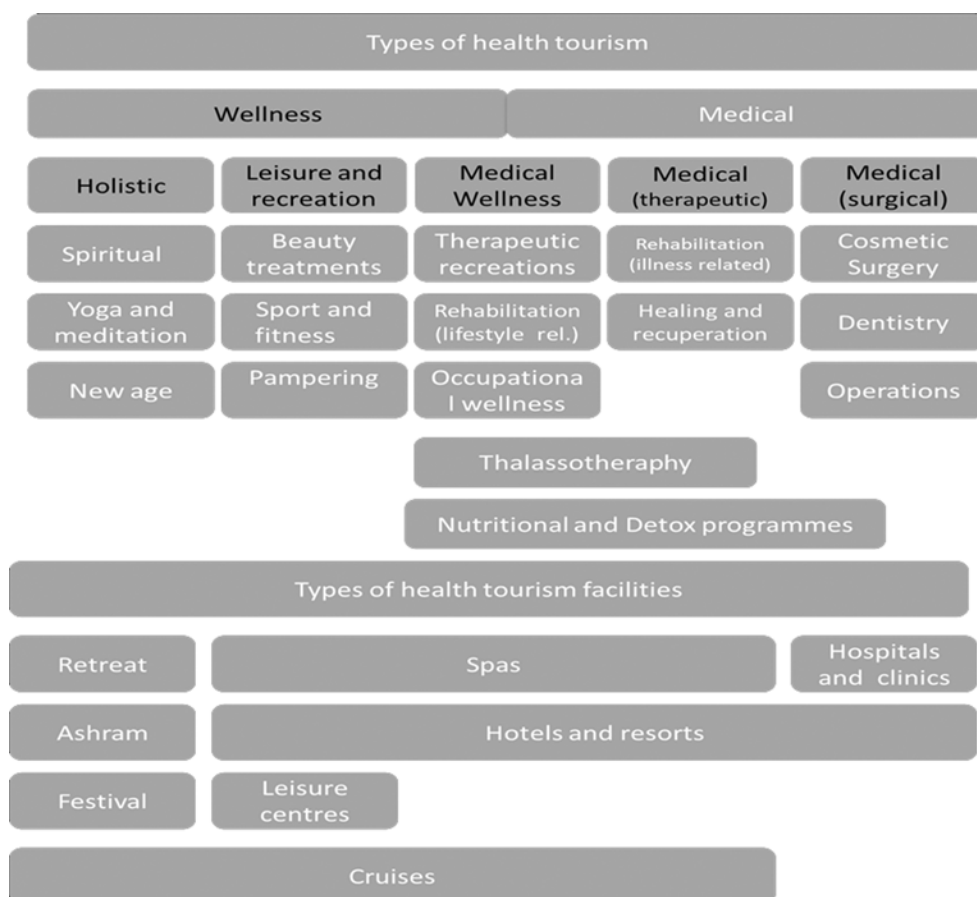 Types of health tourism
Wellness
Medical
Holistic
Leisure and
recreation
Medical
Wellness
Medical
(therapeutic)
Medical
(surgical)
Spiritual
Beauty
treatments
Therapeutic
recreations
Rehabilitation
(illness related)
Cosmetic
Surgery
Yoga and
meditation
Sport and
fitness
Rehabilitation
(lifestyle rel.)
Healing and
recuperation
Dentistry
New age
Pampering
Occupationa
l wellness
Operations
Thalassotheraphy
Nutritional and Detox programmes
Types of health tourism facilities
Retreat
Spas
Hospitals
and clinics
Ashram
Hotels and resorts
Festival
Leisure
centres
Cruises